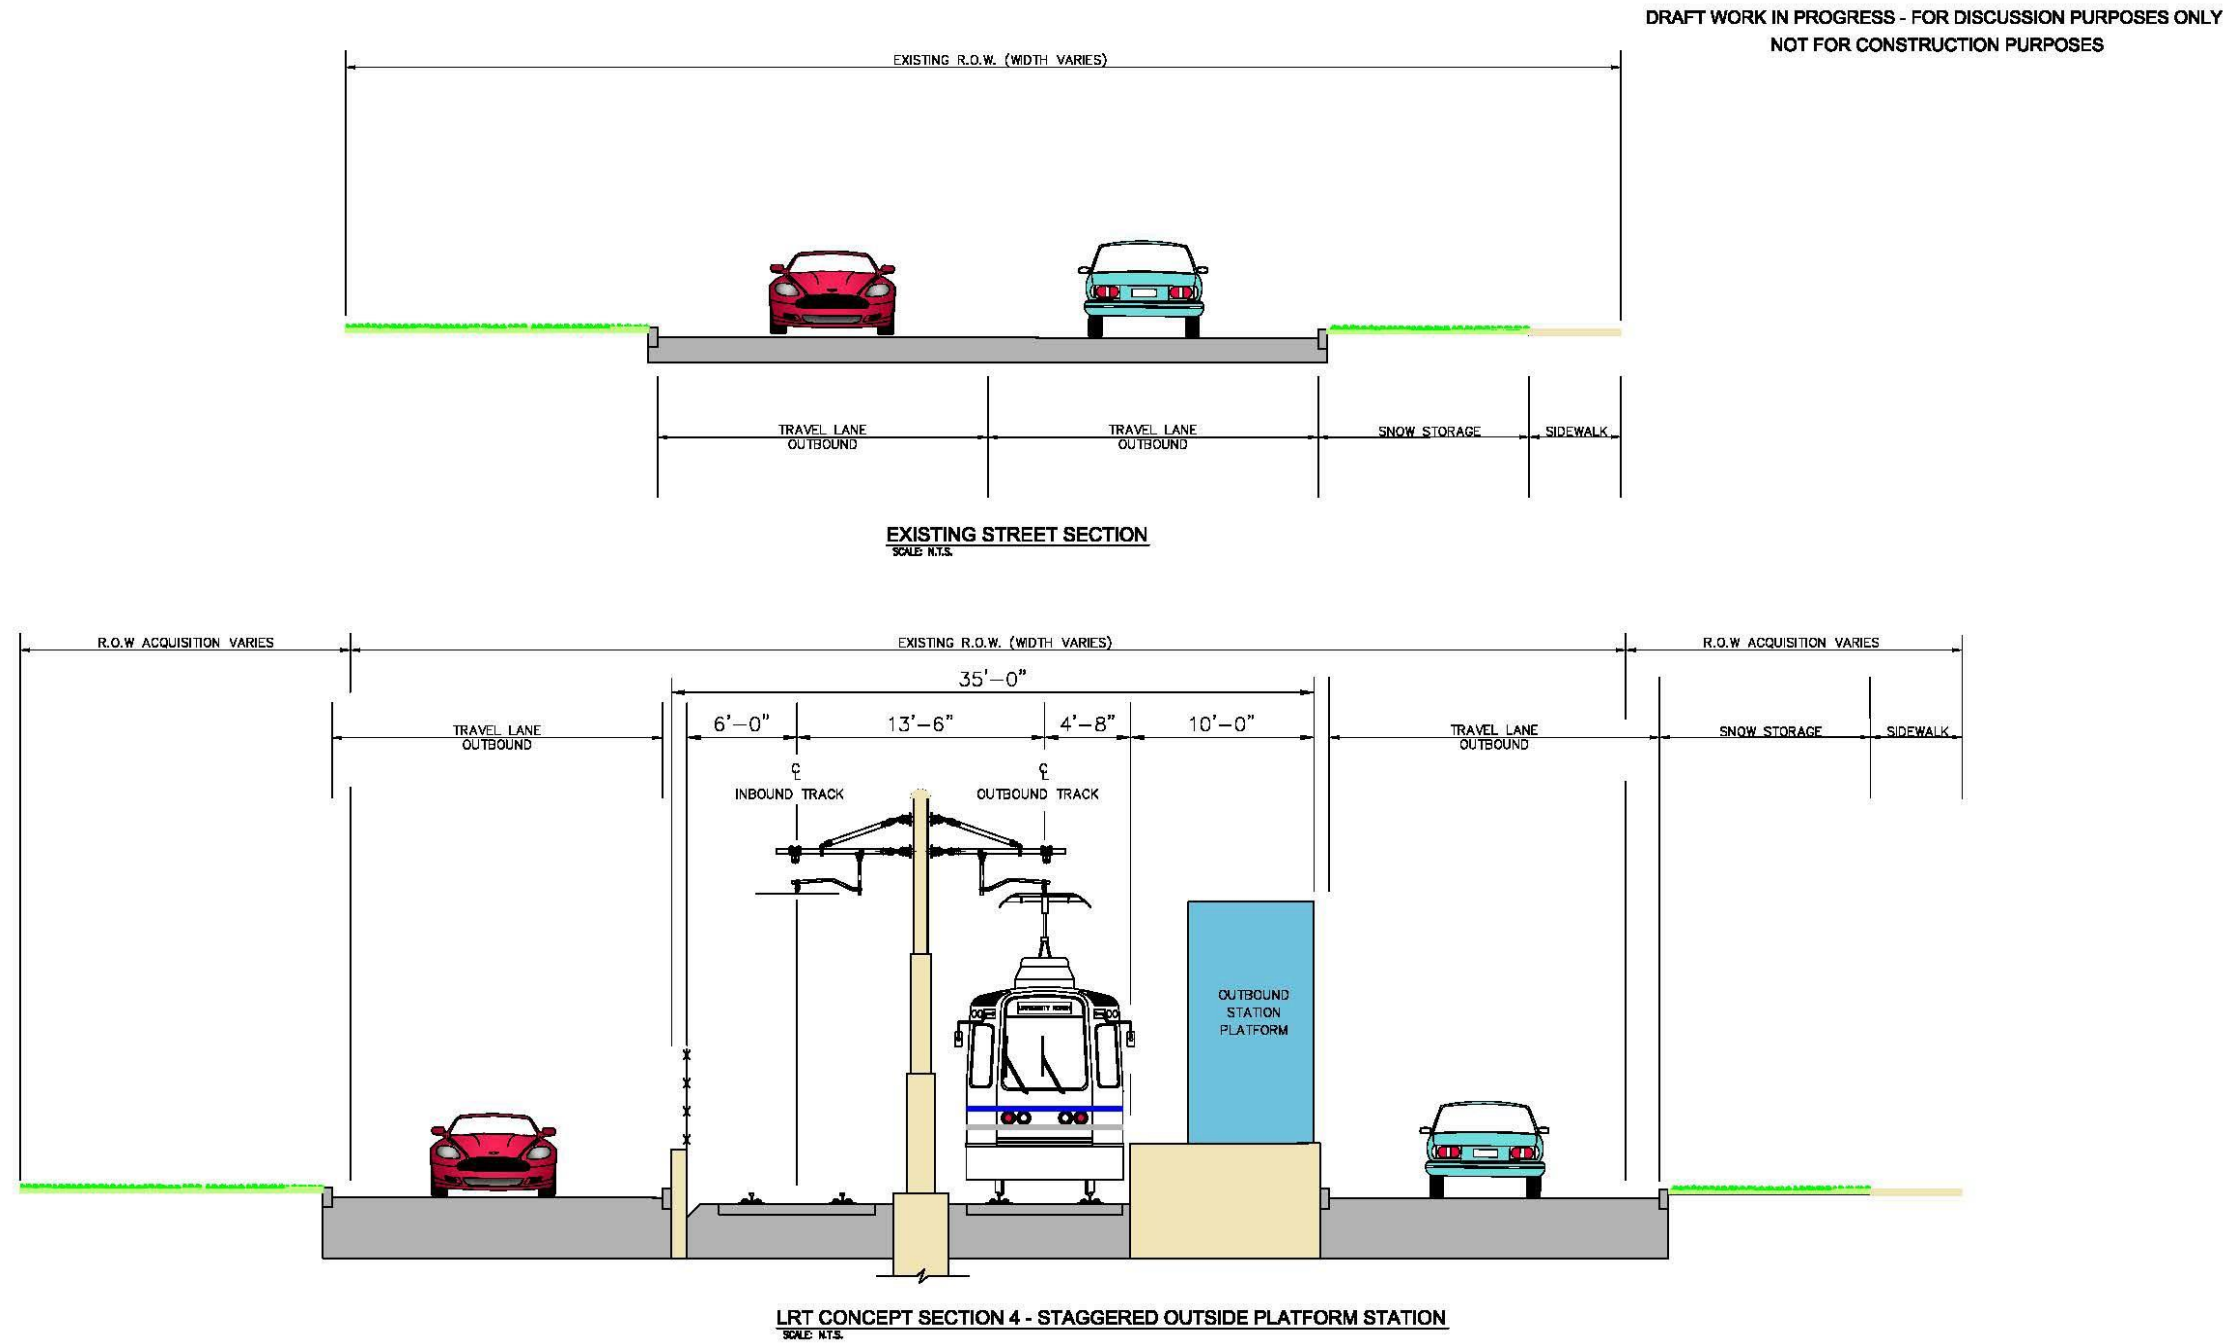 DRAFT WORK IN PROGRESS - FOR DISCUSSION PURPOSES ONLY
NOT FOR CONSTRUCTION PURPOSES
EXISTING R.O.W. (WIDTH VARIES)
TRAVEL LANE
OUTBOUND
TRAVEL LANE
OUTBOUND
SNOW STORAGE
SIDEWALK
EXISTING STREET SECTION
SCALE: N.T.S.
R.O.W ACQUISITION VARIES
EXISTING R.O.W. (WIDTH VARIES)
R.O.W ACQUISITION VARIES
35'-0"
TRAVEL LANE
OUTBOUND
6'-0"
13'-6"
4'-8"
10'-0"
TRAVEL LANE
OUTBOUND
SNOW STORAGE
SIDEWALK
℄
INBOUND TRACK
℄
OUTBOUND TRACK
OUTBOUND
STATION
PLATFORM
LRT CONCEPT SECTION 4 - STAGGERED OUTSIDE PLATFORM STATION
SCALE: N.T.S.